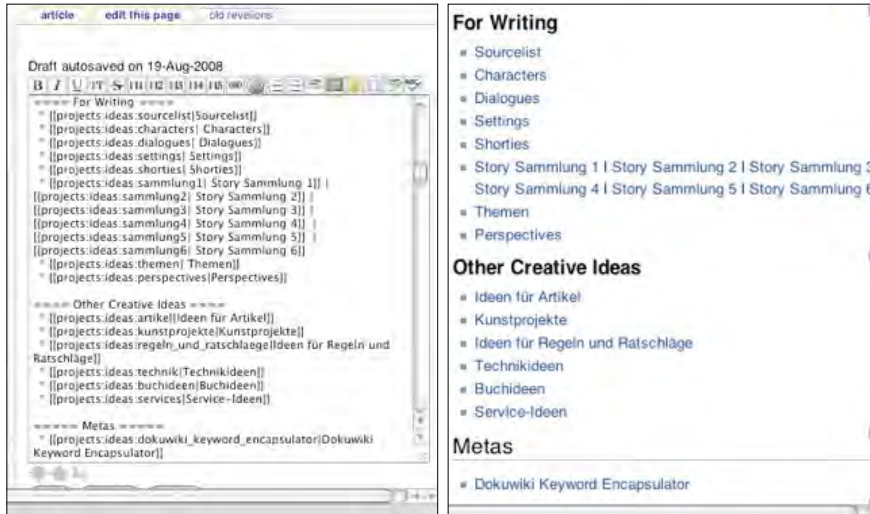 article edit this page old revisions
Draft autosaved on 19-Aug-2008
B I U TT S H1 H2 H3 H4 H5
==== For Writing ====
* [[projects:ideas:sourcelist|Sourcelist]]
* [[projects:ideas:characters| Characters]]
* [[projects:ideas:dialogues| Dialogues]]
* [[projects:ideas:settings| Settings]]
* [[projects:ideas:shorties| Shorties]]
* [[projects:ideas:sammlung1| Story Sammlung 1]] |
[[projects:ideas:sammlung2| Story Sammlung 2]] |
[[projects:ideas:sammlung3| Story Sammlung 3]] |
[[projects:ideas:sammlung4| Story Sammlung 4]] |
[[projects:ideas:sammlung5| Story Sammlung 5]] |
[[projects:ideas:sammlung6| Story Sammlung 6]]
* [[projects:ideas:themen| Themen]]
* [[projects:ideas:perspectives|Perspectives]]
==== Other Creative Ideas ====
* [[projects:ideas:artikel|Ideen für Artikel]]
* [[projects:ideas:kunstprojekte|Kunstprojekte]]
* [[projects:ideas:regeln_und_ratschlaege|Ideen für Regeln und
Ratschläge]]
* [[projects:ideas:technik|Technikideen]]
* [[projects:ideas:buchideen|Buchideen]]
* [[projects:ideas:services|Service-Ideen]]
===== Metas =====
* [[projects:ideas:dokuwiki_keyword_encapsulator|Dokuwiki
Keyword Encapsulator]]
For Writing
Sourcelist
Characters
Dialogues
Settings
Shorties
Story Sammlung 1 | Story Sammlung 2 | Story Sammlung 3
Story Sammlung 4 | Story Sammlung 5 | Story Sammlung 6
Themen
Perspectives
Other Creative Ideas
Ideen für Artikel
Kunstprojekte
Ideen für Regeln und Ratschläge
Technikideen
Buchideen
Service-Ideen
Metas
Dokuwiki Keyword Encapsulator